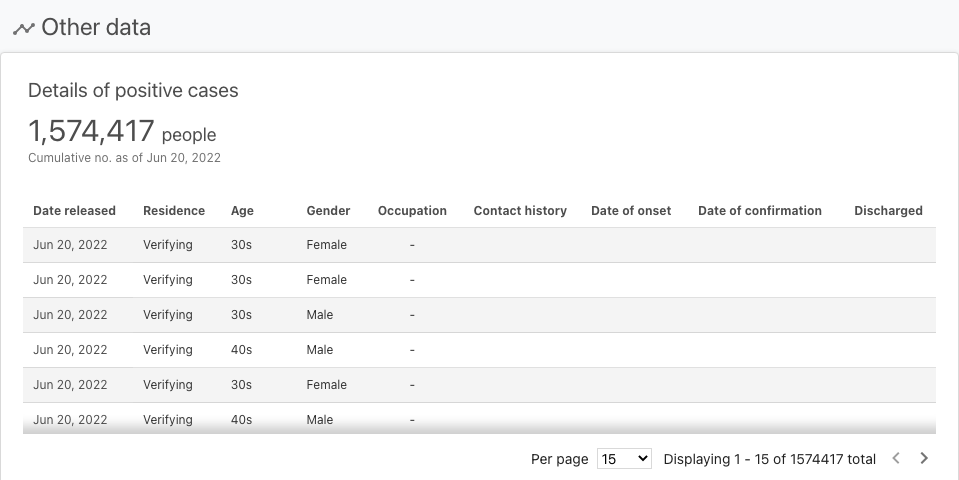 Other data
Details of positive cases
1,574,417 people
Cumulative no. as of Jun 20, 2022
Date released Residence Age Gender Occupation Contact history Date of onset Date of confirmation Discharged
Jun 20, 2022 Verifying 30s Female -
Jun 20, 2022 Verifying 30s Female -
Jun 20, 2022 Verifying 30s Male -
Jun 20, 2022 Verifying 40s Male -
Jun 20, 2022 Verifying 30s Female -
Jun 20, 2022 Verifying 40s Male -
Per page 15 Displaying 1 - 15 of 1574417 total